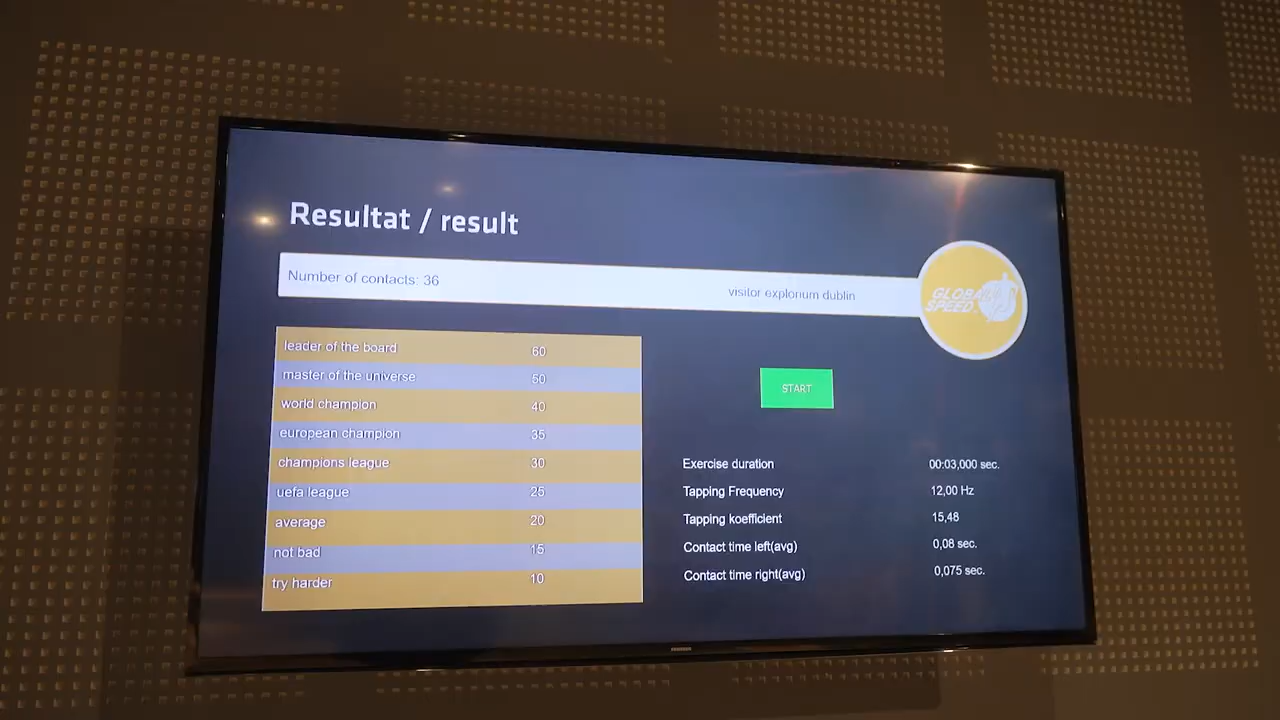 Resultat / result
Number of contacts: 36
visitor explorium dublin
GLOBAL SPEED.
leader of the board 60
master of the universe 50
world champion 40
european champion 35
champions league 30
uefa league 25
average 20
not bad 15
try harder 10
START
Exercise duration 00:03,000 sec.
Tapping Frequency 12,00 Hz
Tapping koefficient 15,48
Contact time left(avg) 0,08 sec.
Contact time right(avg) 0,075 sec.
SAMSUNG